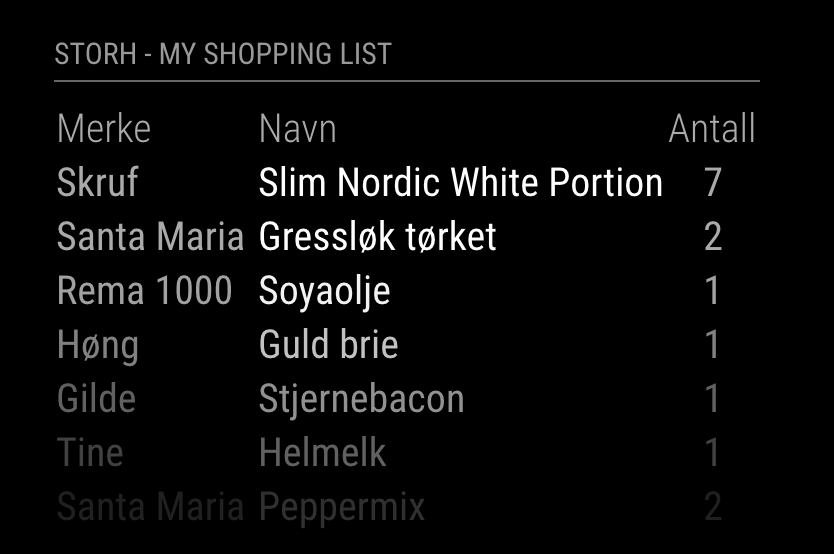 STORH - MY SHOPPING LIST
Merke Navn Antall
Skruf Slim Nordic White Portion 7
Santa Maria Gressløk tørket 2
Rema 1000 Soyaolje 1
Høng Guld brie 1
Gilde Stjernebacon 1
Tine Helmelk 1
Santa Maria Peppermix 2